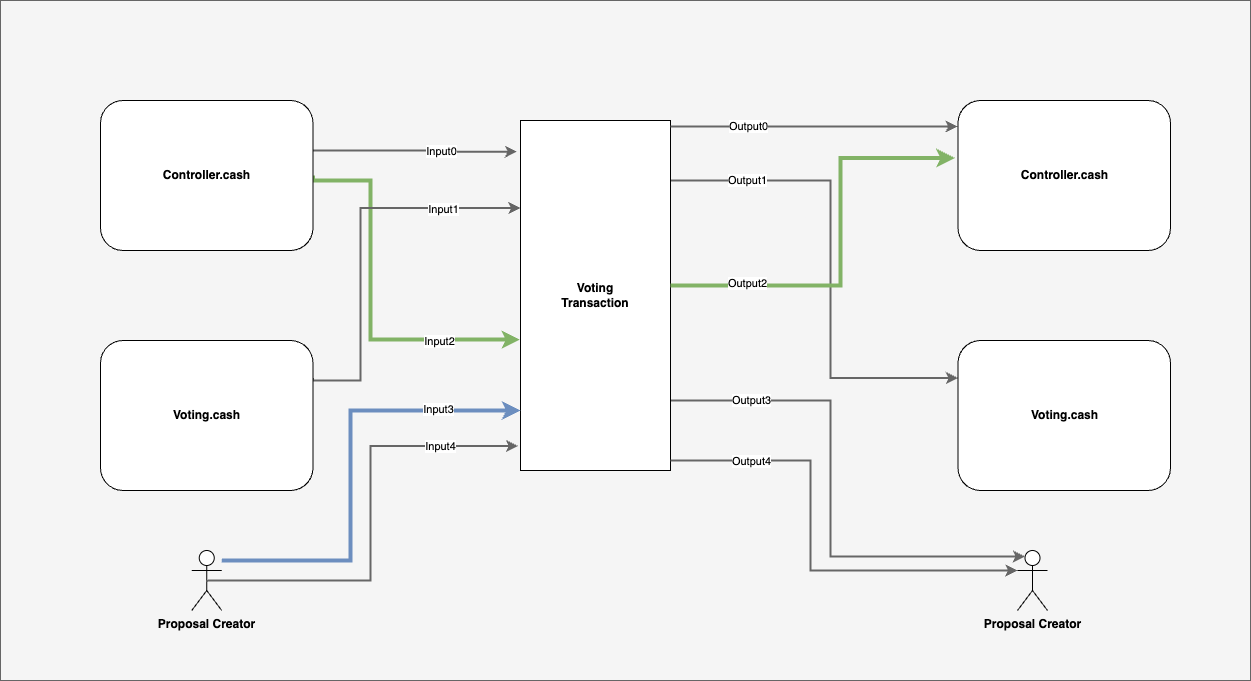 Controller.cash
Input0
Input1
Input2
Voting.cash
Input3
Input4
Proposal Creator
Voting
Transaction
Output0
Output1
Output2
Output3
Output4
Controller.cash
Voting.cash
Proposal Creator